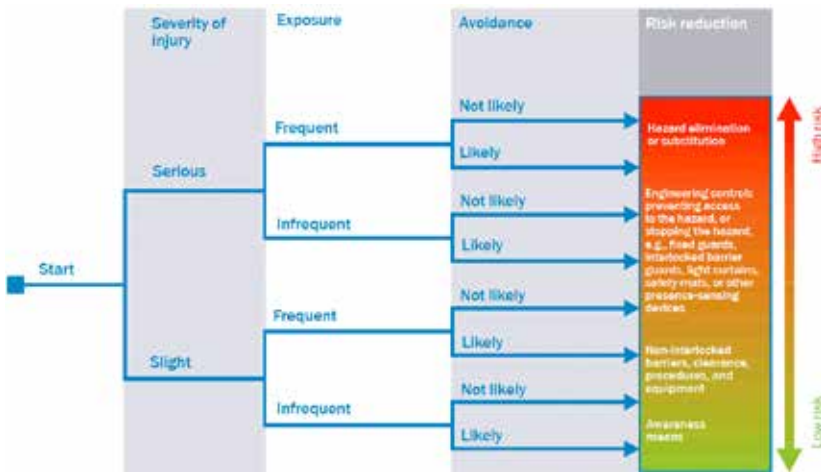 Severity of
injury
Exposure
Avoidance
Risk reduction
Start
Serious
Slight
Frequent
Infrequent
Frequent
Infrequent
Not likely
Likely
Not likely
Likely
Not likely
Likely
Not likely
Likely
Hazard elimination
or substitution
Engineering controls
preventing access
to the hazard, or
stopping the hazard,
e.g., fixed guards,
interlocked barrier
guards, light curtains,
safety mats, or other
presence-sensing
devices
Non-interlocked
barriers, clearance,
procedures, and
equipment
Awareness
means
High risk
Low risk